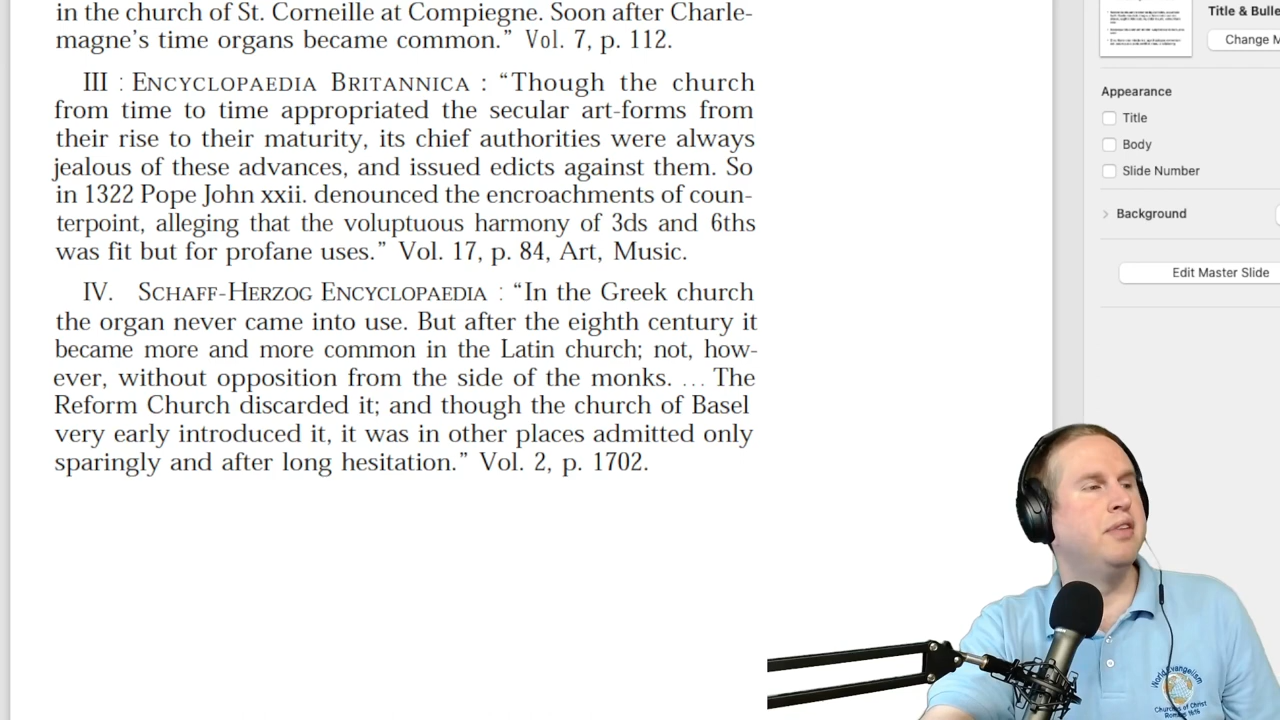 in the church of St. Corneille at Compiegne. Soon after Charle-
magne's time organs became common.” Vol. 7, p. 112.
III : ENCYCLOPAEDIA BRITANNICA : “Though the church
from time to time appropriated the secular art-forms from
their rise to their maturity, its chief authorities were always
jealous of these advances, and issued edicts against them. So
in 1322 Pope John xxii. denounced the encroachments of coun-
terpoint, alleging that the voluptuous harmony of 3ds and 6ths
was fit but for profane uses.” Vol. 17, p. 84, Art, Music.
IV. SCHAFF-HERZOG ENCYCLOPAEDIA : “In the Greek church
the organ never came into use. But after the eighth century it
became more and more common in the Latin church; not, how-
ever, without opposition from the side of the monks. … The
Reform Church discarded it; and though the church of Basel
very early introduced it, it was in other places admitted only
sparingly and after long hesitation.” Vol. 2, p. 1702.
Title & Bulle
Change M
Appearance
Title
Body
Slide Number
Background
Edit Master Slide
World Evangelism
Churches of Christ
Romans 16:16